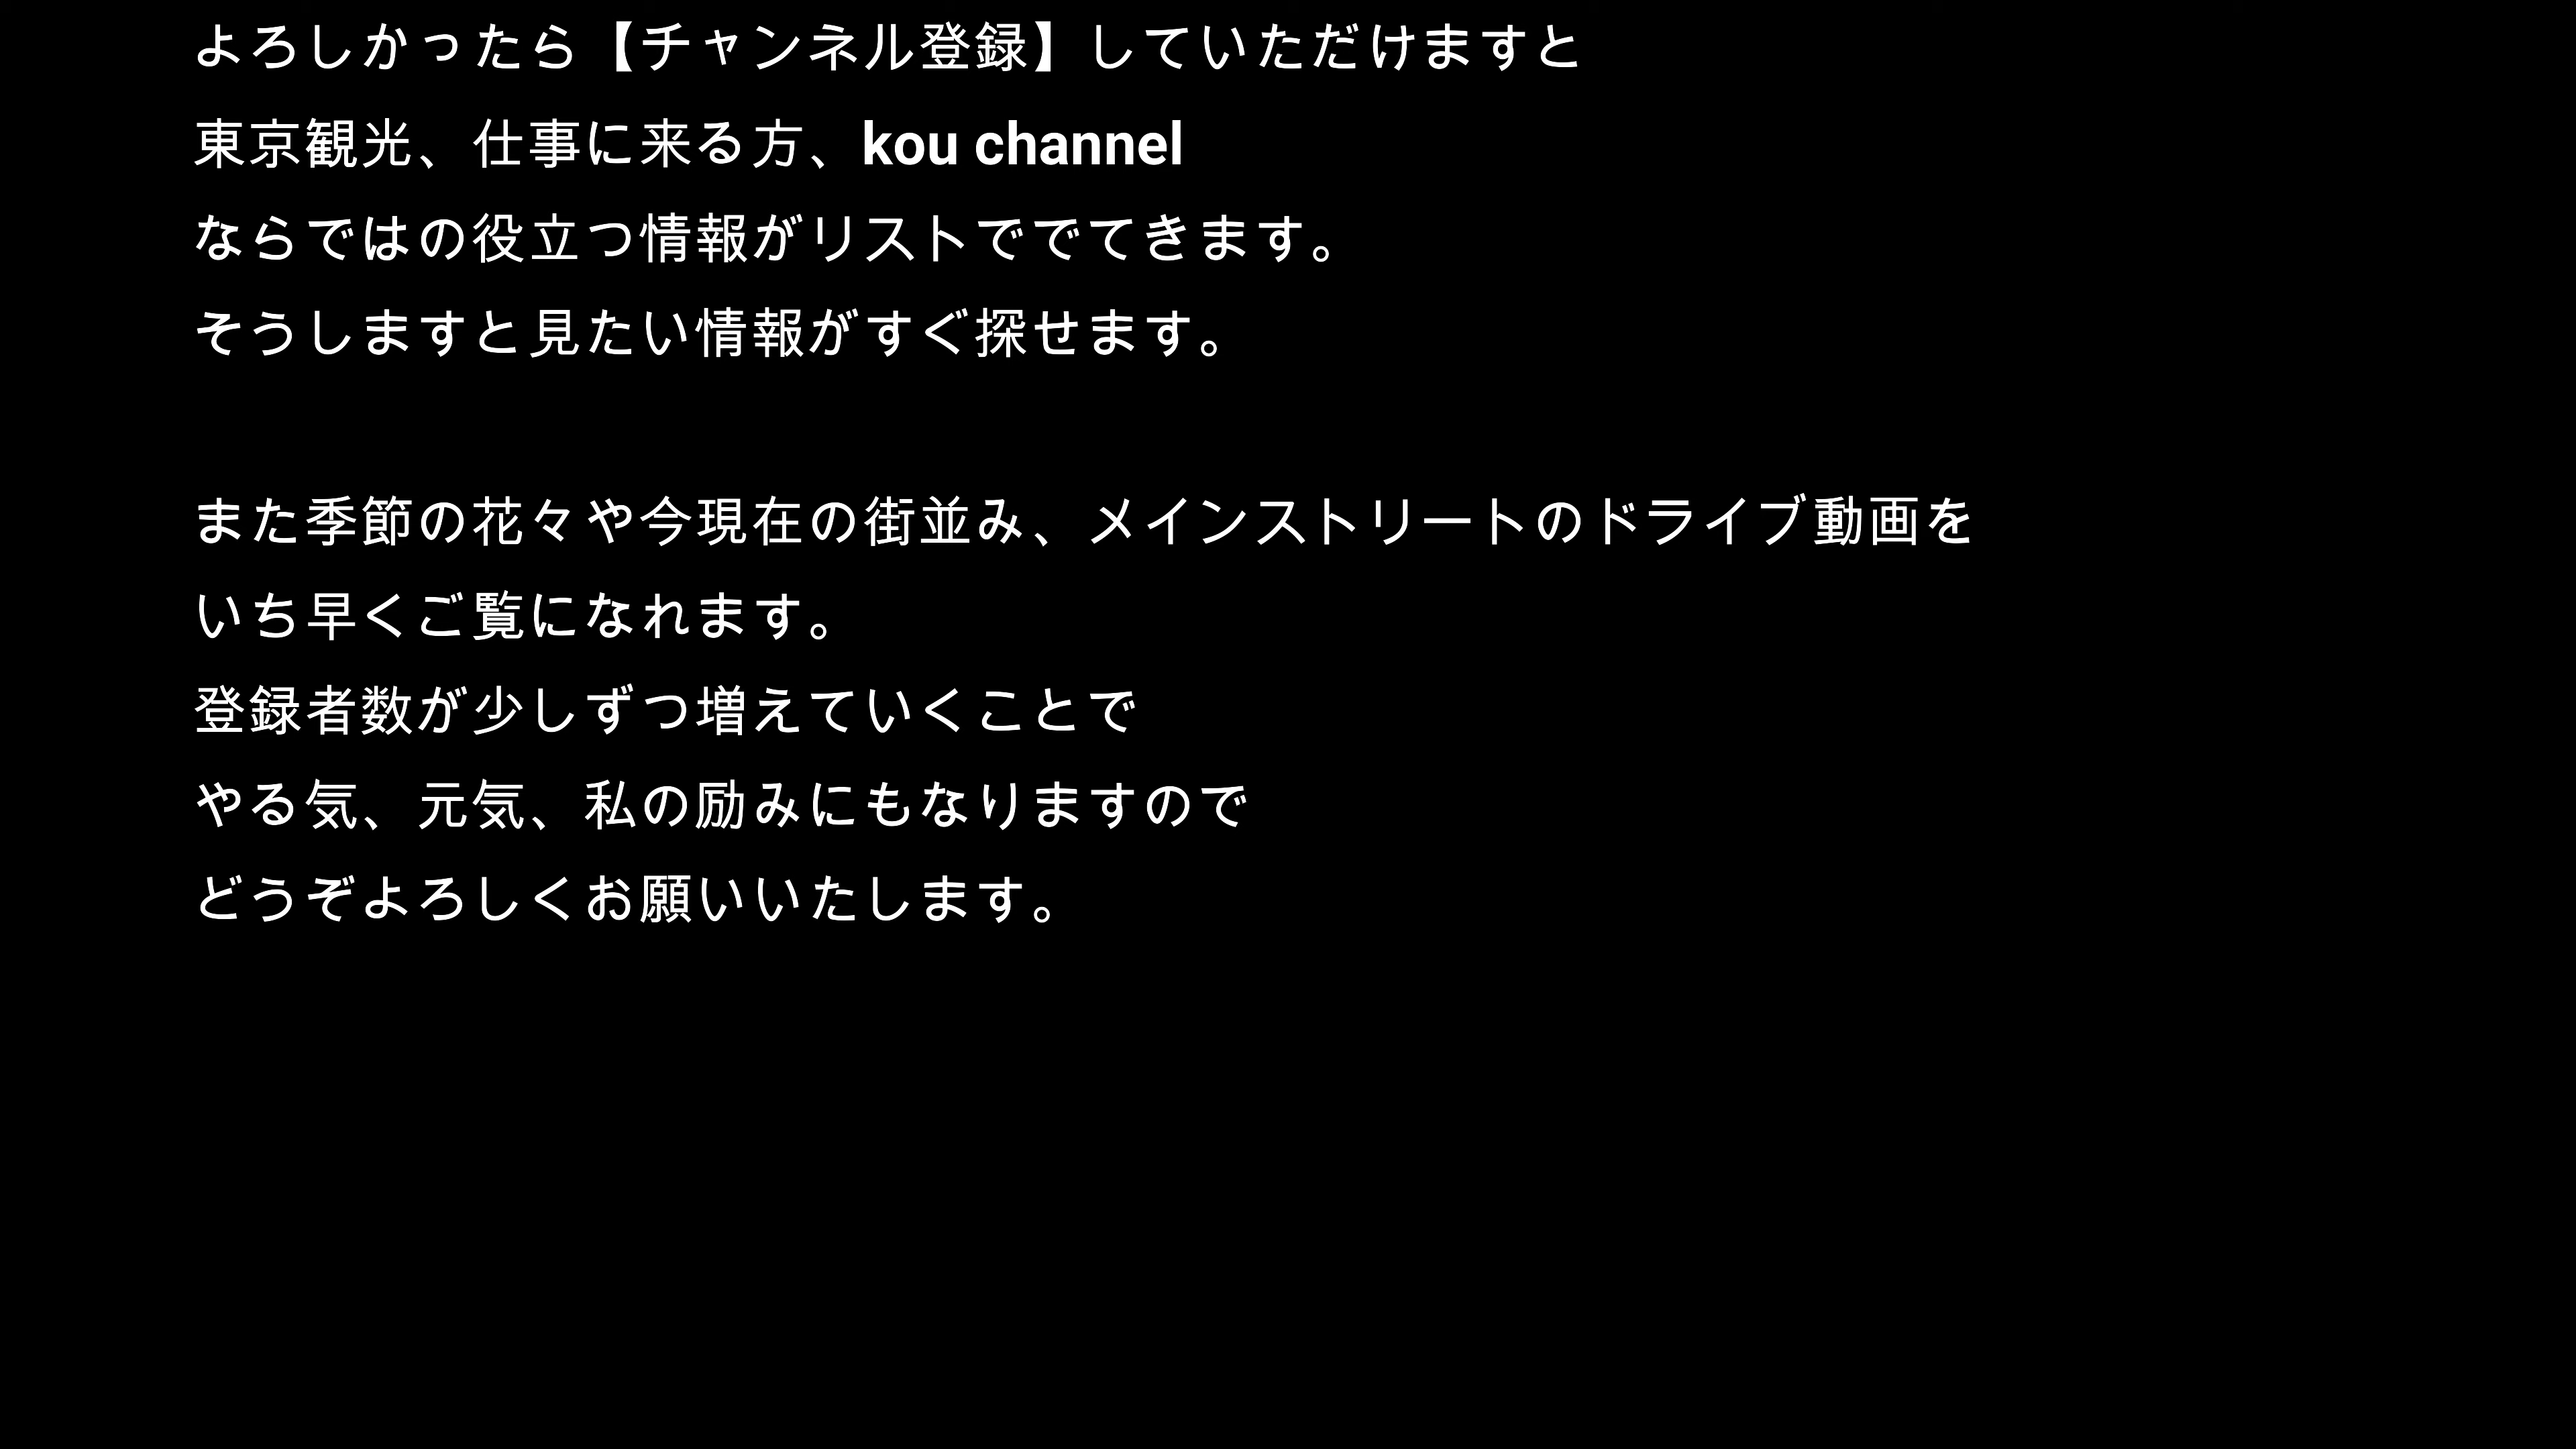 よろしかったら【チャンネル登録】していただけますと
東京観光、仕事に来る方、kou channel
ならではの役立つ情報がリストででてきます。
そうしますと見たい情報がすぐ探せます。
また季節の花々や今現在の街並み、メインストリートのドライブ動画を
いち早くご覧になれます。
登録者数が少しずつ増えていくことで
やる気、元気、私の励みにもなりますので
どうぞよろしくお願いいたします。